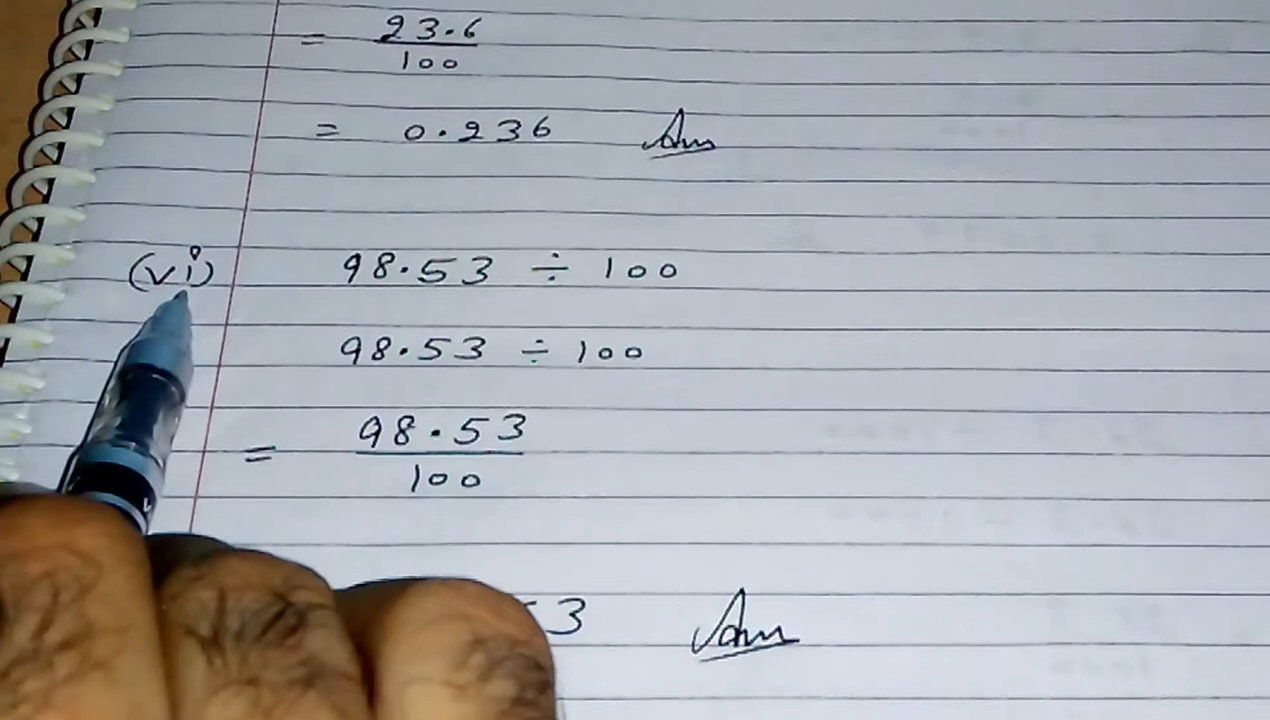 = 23.6
100
= 0.236 Ans
(vi) 98.53 ÷ 100
98.53 ÷ 100
= 98.53
100
3 Ans